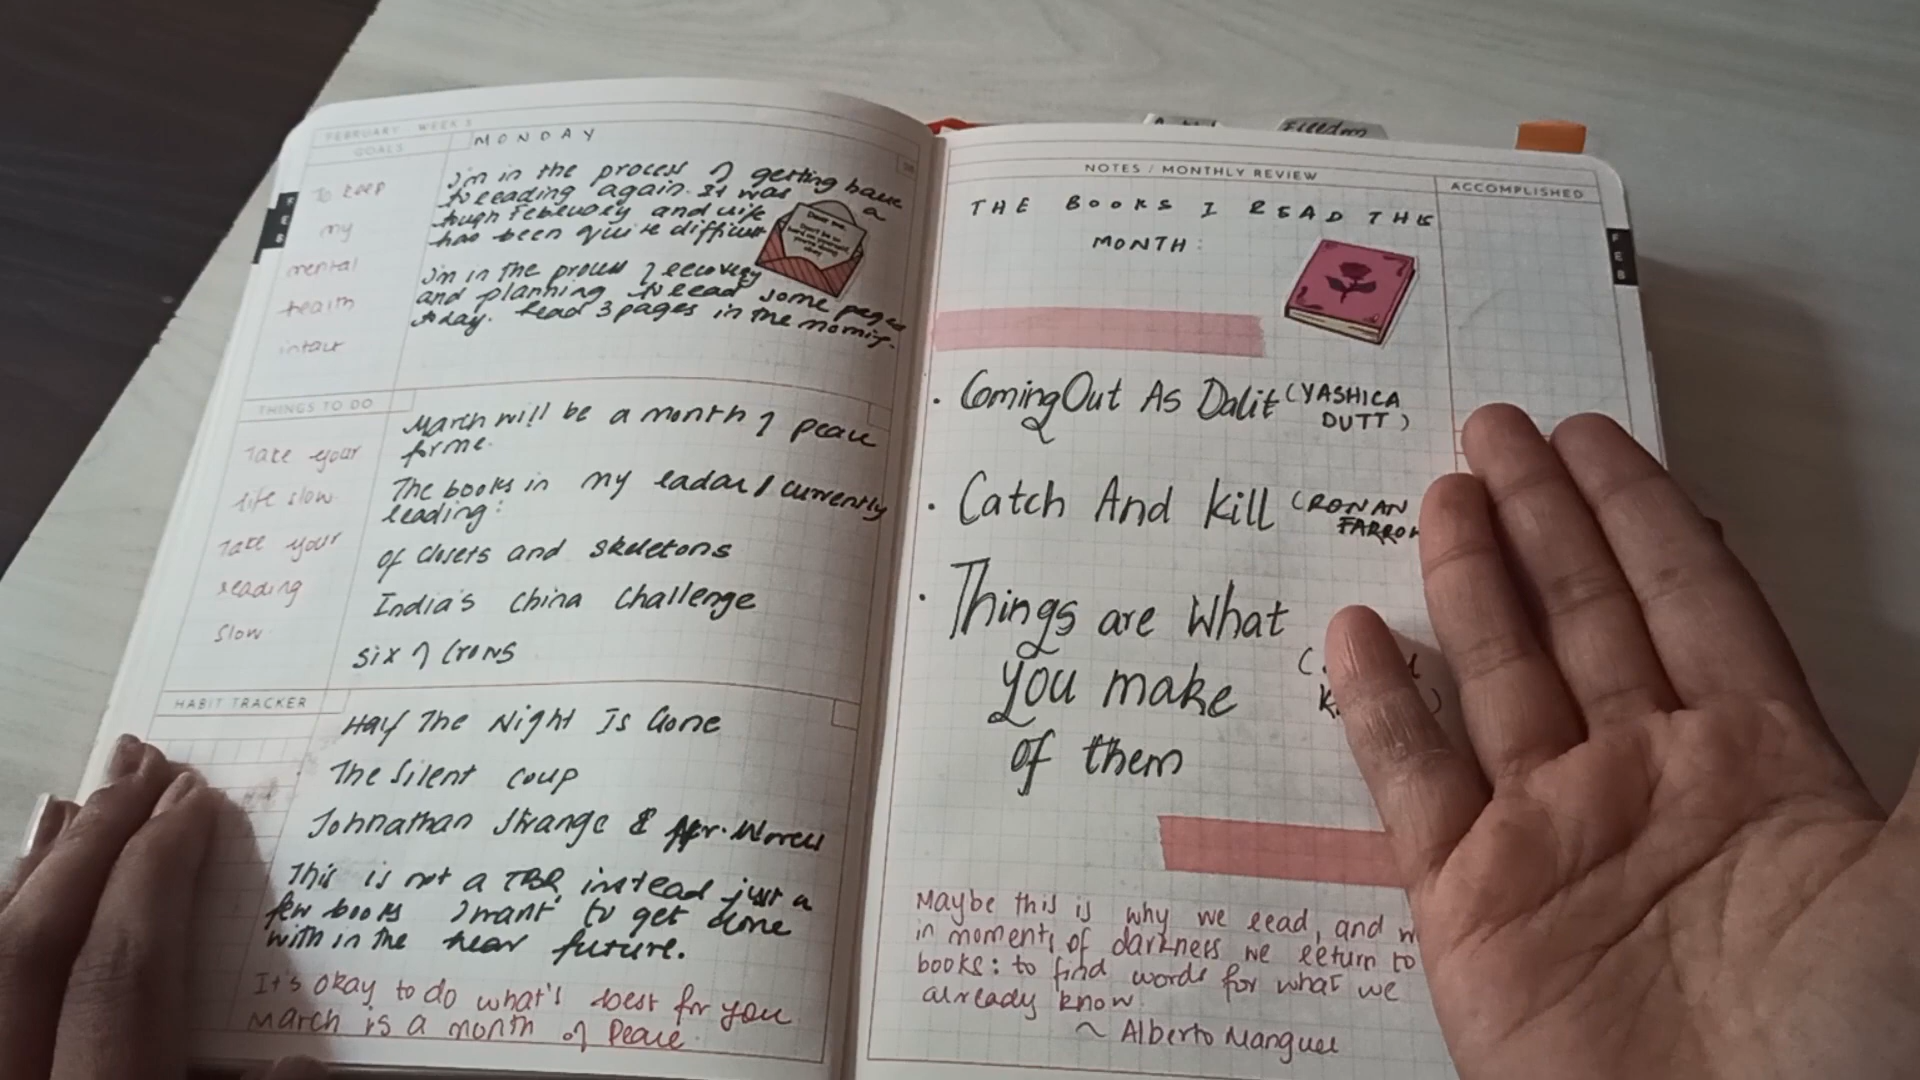 FEBRUARY WEEK 5
GOALS
MONDAY
To keep
my
mental
health
intact
I'm in the process of getting back
to reading again. It was a
tough February and life
has been quite difficult
I'm in the process of recovery
and planning to read some pages
today. Read 3 pages in the morning.
Dear me,
THINGS TO DO
Take your
life slow
Take your
reading
slow
March will be a month of peace
for me.
The books in my radar / currently
reading:
of closets and skeletons
India's China Challenge
six of Crows
HABIT TRACKER
Half The Night Is Gone
The Silent Coup
Johnathan Strange & Mr. Norrell
This is not a TBR instead just a
few books I want to get done
with in the near future.
It's okay to do what's best for you
March is a month of Peace
Freedom
NOTES / MONTHLY REVIEW
ACCOMPLISHED
FEB
FEB
THE BOOKS I READ THIS
MONTH:
• Coming Out As Dalit (YASHICA
DUTT)
• Catch And Kill (RONAN
FARROW
• Things are What
you make
of them
Maybe this is why we read, and
in moments of darkness we return to
books: to find words for what we
already know.
~ Alberto Manguel